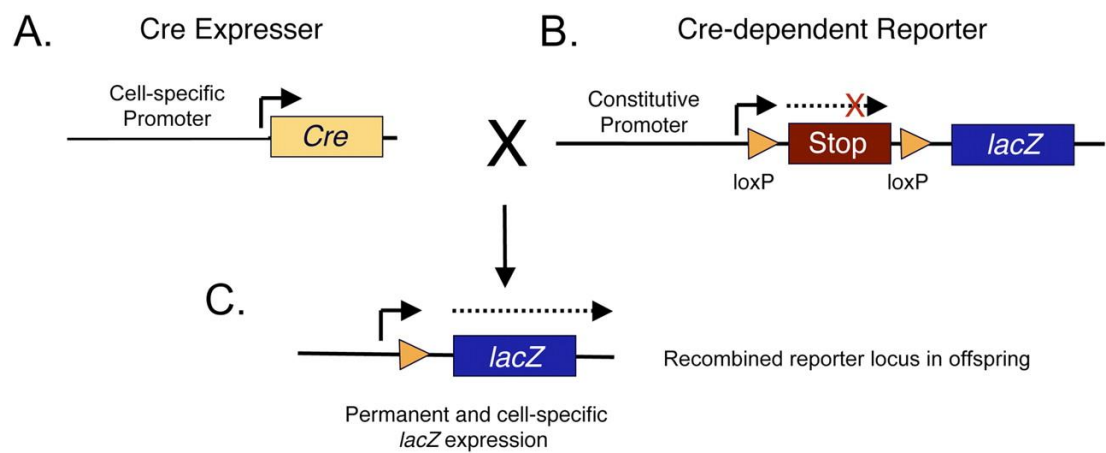 A.
Cre Expresser
Cell-specific
Promoter
Cre
X
B.
Cre-dependent Reporter
Constitutive
Promoter
X
Stop
lacZ
loxP
loxP
C.
lacZ
Recombined reporter locus in offspring
Permanent and cell-specific
lacZ expression